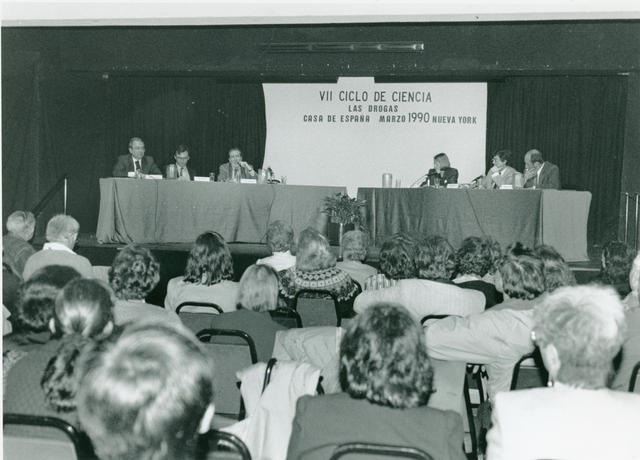 VII CICLO DE CIENCIA
LAS DROGAS
CASA DE ESPAÑA MARZO 1990 NUEVA YORK